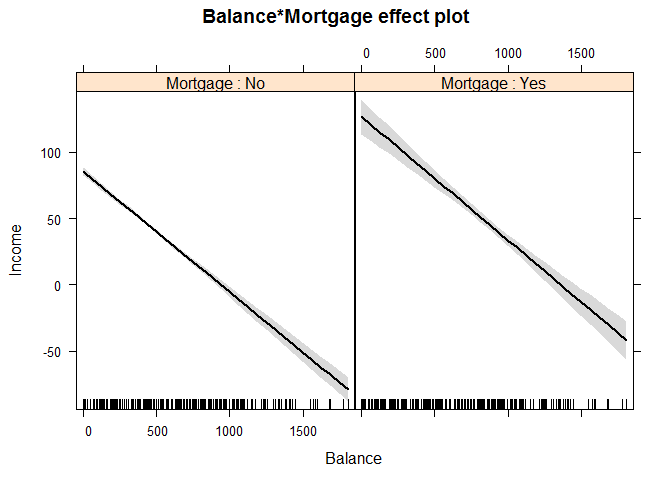 Balance*Mortgage effect plot
0 500 1000 1500
Mortgage : No Mortgage : Yes
100
50
0
-50
Income
0 500 1000 1500
Balance